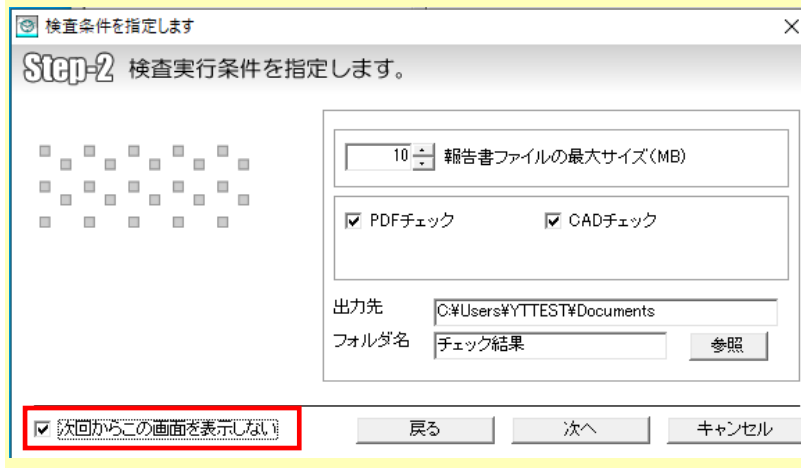 検査条件を指定します
Step-2 検査実行条件を指定します。
10 報告書ファイルの最大サイズ(MB)
PDFチェック CADチェック
出力先 C:¥Users¥YTTEST¥Documents
フォルダ名 チェック結果 参照
次回からこの画面を表示しない 戻る 次へ キャンセル